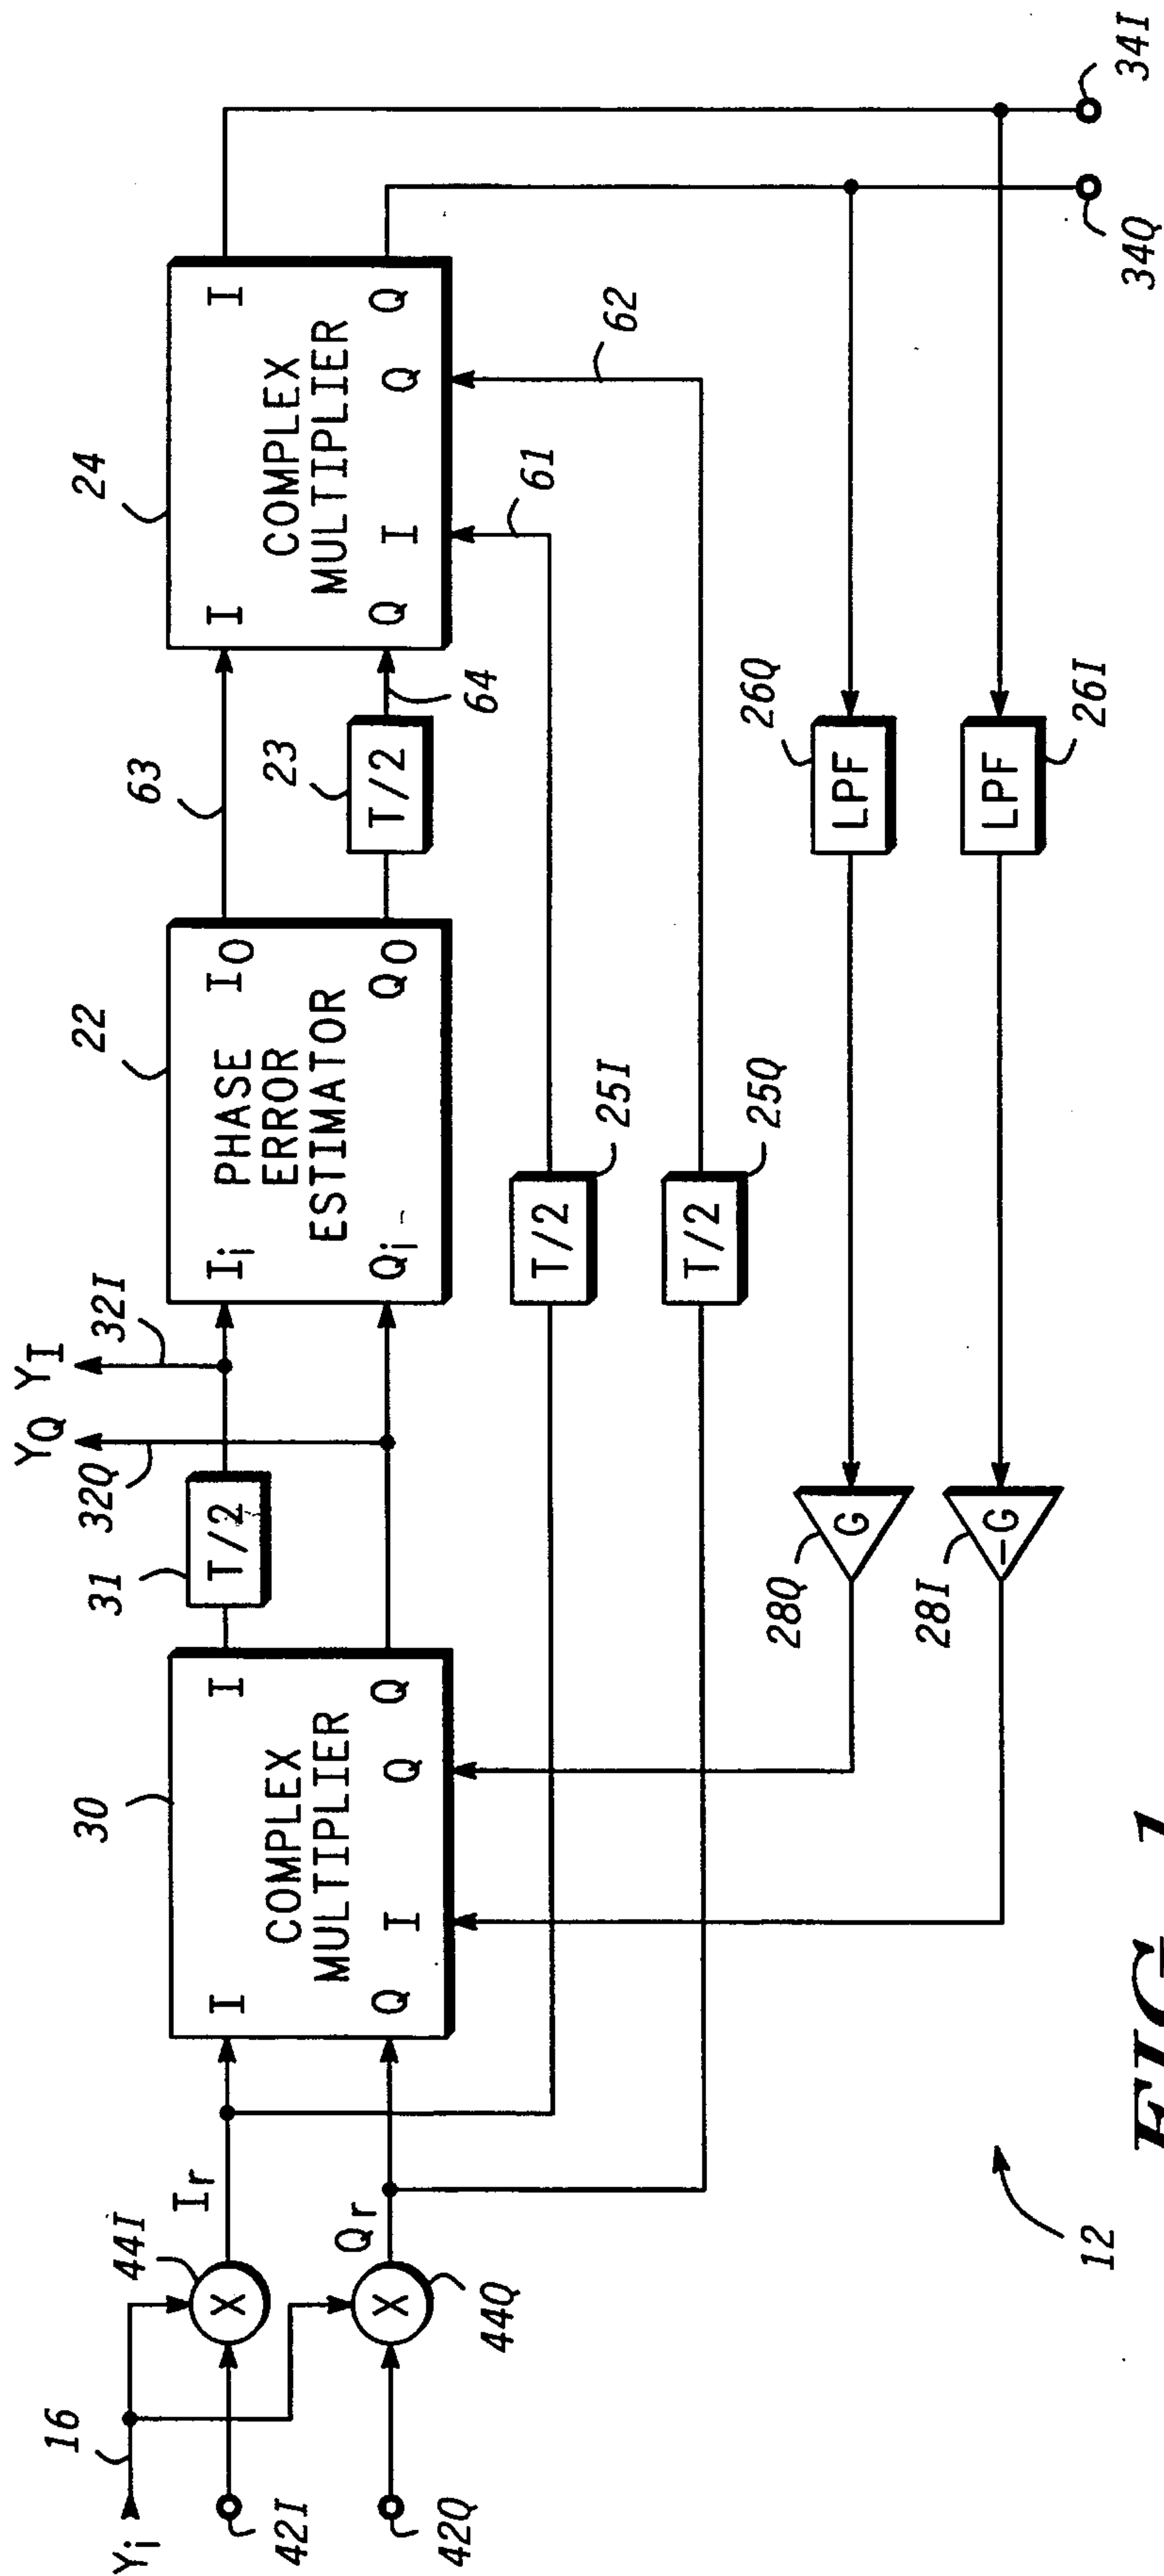 Yi
16
42I
42Q
44I
44Q
Ir
Qr
30
I I
COMPLEX
MULTIPLIER
Q I Q Q
31
T/2
YQ YI
32Q
32I
22
Ii PHASE IO
ERROR
ESTIMATOR
Qi QO
63
23
T/2
64
24
I I
COMPLEX
MULTIPLIER
Q I Q Q
61
62
T/2
25I
T/2
25Q
28Q
G
LPF
26Q
28I
-G
LPF
26I
34Q
34I
12
FIG. 1